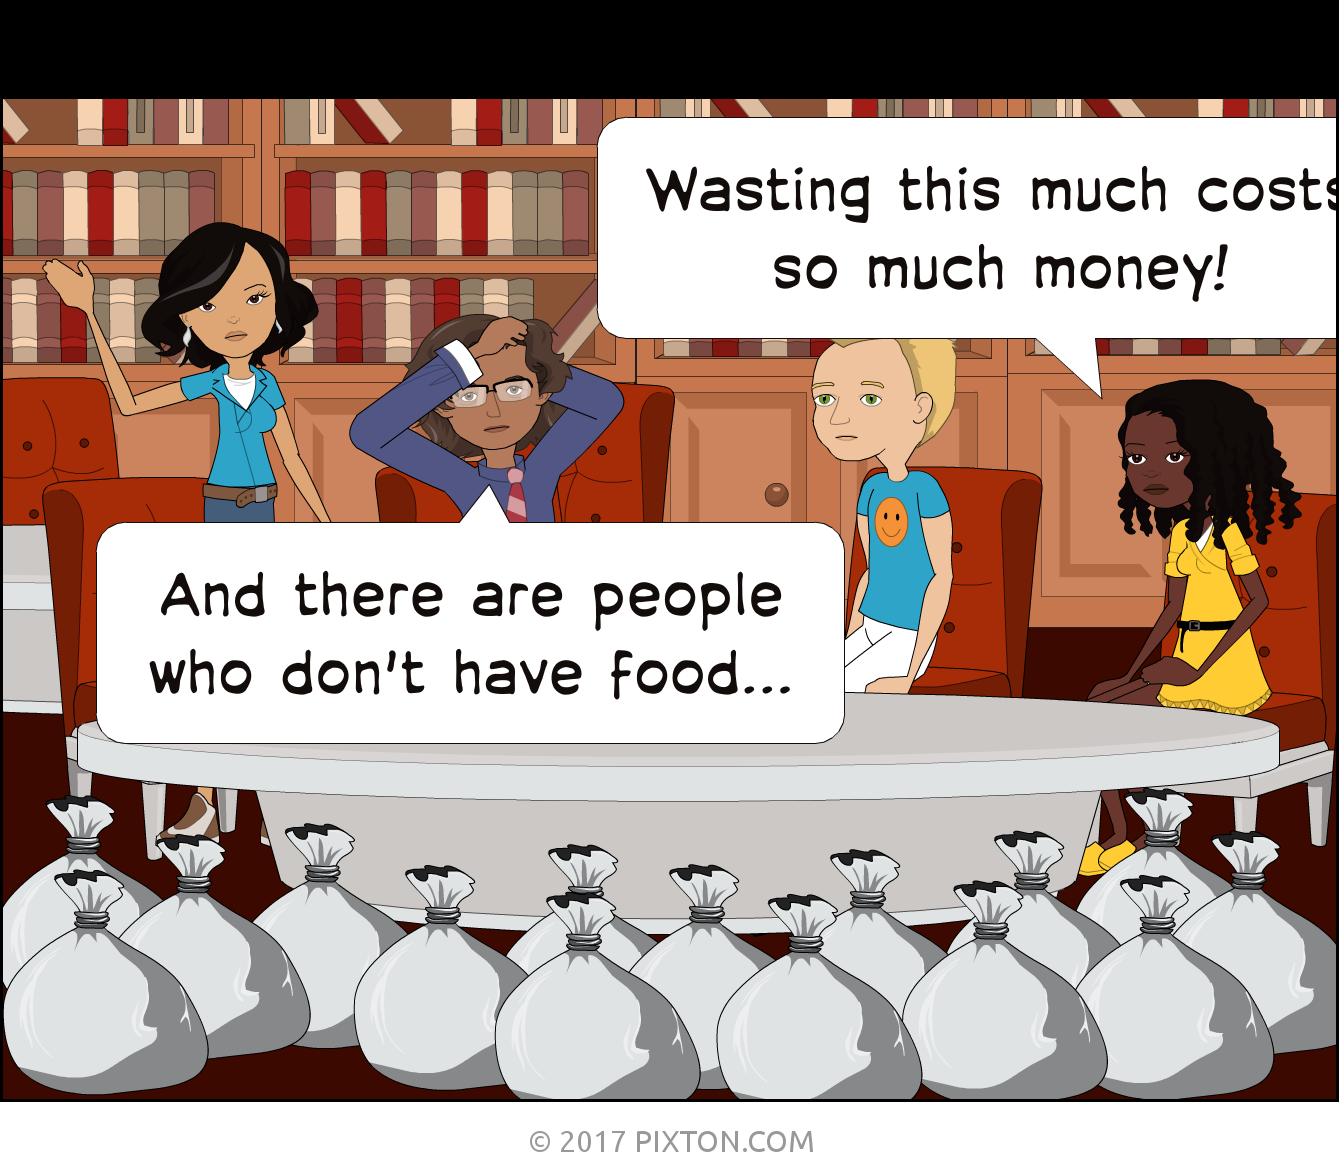 Wasting this much costs
so much money!
And there are people
who don't have food...
© 2017 PIXTON.COM